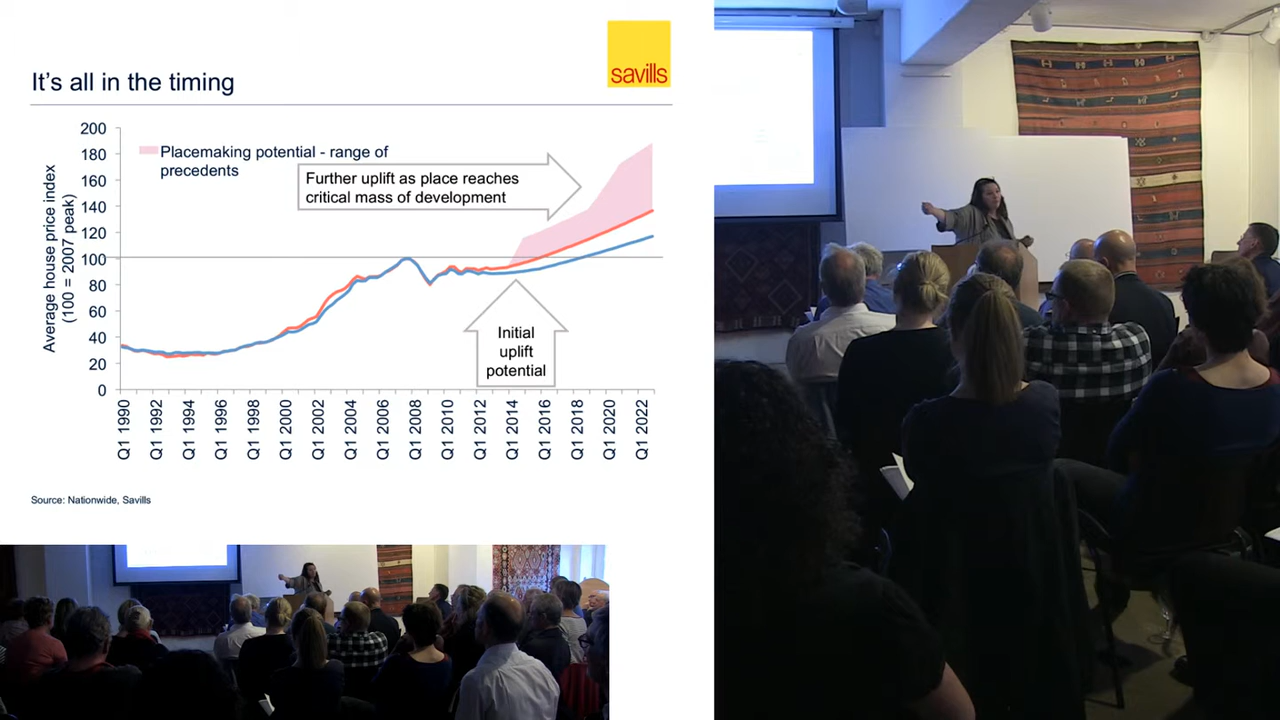 savills
It's all in the timing
200
180
160
140
120
100
80
60
40
20
0
Average house price index
(100 = 2007 peak)
Placemaking potential - range of
precedents
Further uplift as place reaches
critical mass of development
Initial
uplift
potential
Q1 1990
Q1 1992
Q1 1994
Q1 1996
Q1 1998
Q1 2000
Q1 2002
Q1 2004
Q1 2006
Q1 2008
Q1 2010
Q1 2012
Q1 2014
Q1 2016
Q1 2018
Q1 2020
Q1 2022
Source: Nationwide, Savills